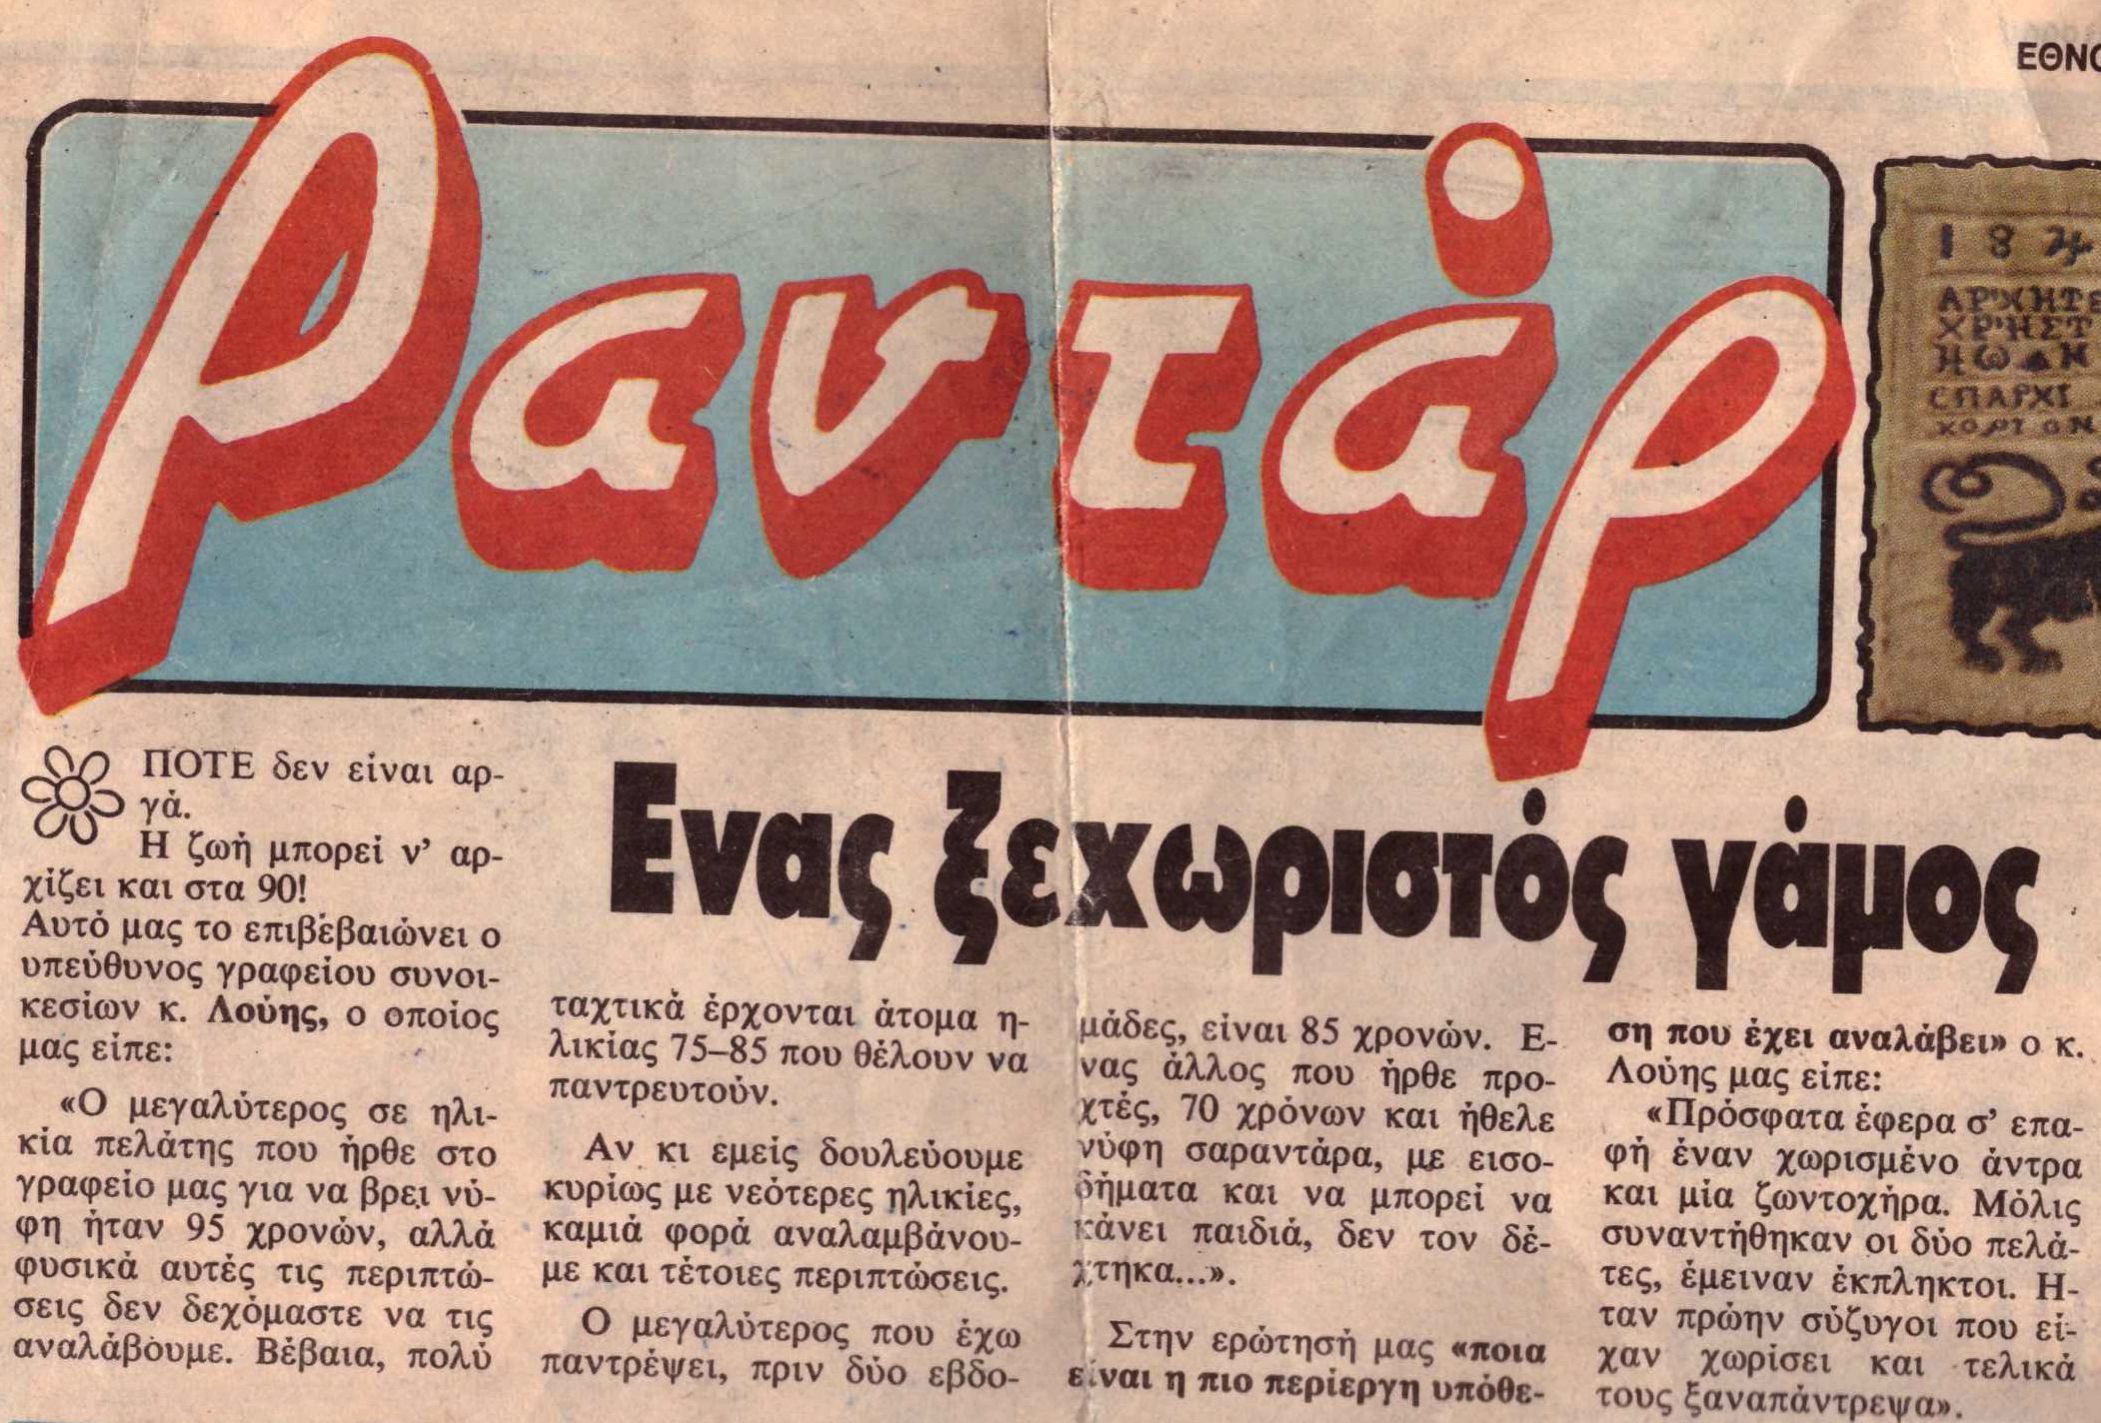 ΕΘΝΟ
Ραντάρ
184
ΑΡΧΗΤΕ
ΧΡΗΣΤ
ΗΩΑΝ
ΣΠΑΡΧΙ
ΧΟΡΙΟΝ
Ενας ξεχωριστός γάμος
ΠΟΤΕ δεν είναι αρ-
γά.
Η ζωή μπορεί ν' αρ-
χίζει και στα 90!
Αυτό μας το επιβεβαιώνει ο
υπεύθυνος γραφείου συνοι-
κεσίων κ. Λούης, ο οποίος
μας είπε:
«Ο μεγαλύτερος σε ηλι-
κία πελάτης που ήρθε στο
γραφείο μας για να βρει νύ-
φη ήταν 95 χρονών, αλλά
φυσικά αυτές τις περιπτώ-
σεις δεν δεχόμαστε να τις
αναλάβουμε. Βέβαια, πολύ
ταχτικά έρχονται άτομα η-
λικίας 75–85 που θέλουν να
παντρευτούν.
Αν κι εμείς δουλεύουμε
κυρίως με νεότερες ηλικίες,
καμιά φορά αναλαμβάνου-
με και τέτοιες περιπτώσεις.
Ο μεγαλύτερος που έχω
παντρέψει, πριν δύο εβδο-
μάδες, είναι 85 χρονών. Ε-
νας άλλος που ήρθε προ-
χτές, 70 χρόνων και ήθελε
νύφη σαραντάρα, με εισο-
δήματα και να μπορεί να
κάνει παιδιά, δεν τον δέ-
χτηκα...».
Στην ερώτησή μας «ποια
είναι η πιο περίεργη υπόθε-
ση που έχει αναλάβει» ο κ.
Λούης μας είπε:
«Πρόσφατα έφερα σ' επα-
φή έναν χωρισμένο άντρα
και μία ζωντοχήρα. Μόλις
συναντήθηκαν οι δύο πελά-
τες, έμειναν έκπληκτοι. Η-
ταν πρώην σύζυγοι που εί-
χαν χωρίσει και τελικά
τους ξαναπάντρεψα».